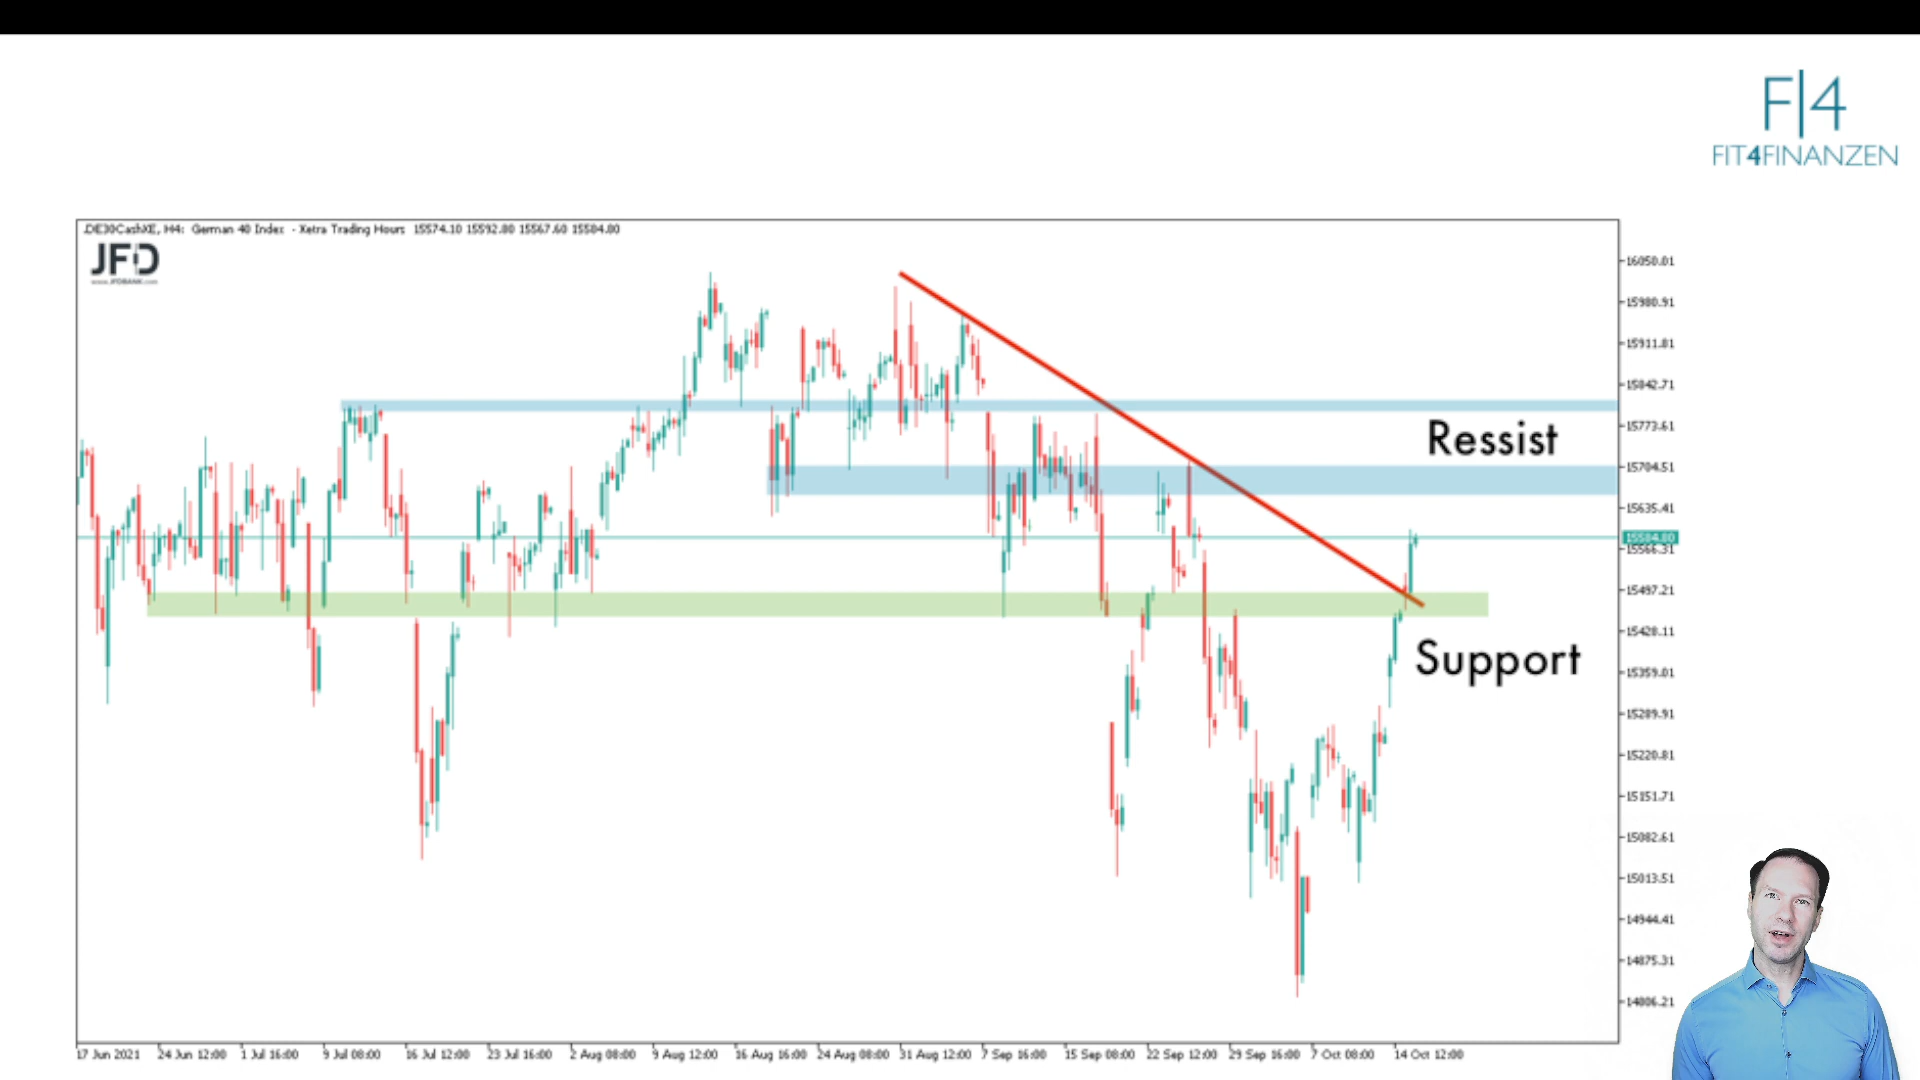 F|4
FIT4FINANZEN
.DE30CashXE, H4: German 40 Index - Xetra Trading Hours 15574.10 15592.80 15567.60 15584.80
JFD
www.JFDBANK.com
16050.01
15980.91
15911.81
15842.71
Ressist
15773.61
15704.51
15635.41
15584.80
15566.31
15497.21
15428.11
Support
15359.01
15289.91
15220.81
15151.71
15082.61
15013.51
14944.41
14875.31
14806.21
17 Jun 2021 24 Jun 12:00 1 Jul 16:00 9 Jul 08:00 16 Jul 12:00 23 Jul 16:00 2 Aug 08:00 9 Aug 12:00 16 Aug 16:00 24 Aug 08:00 31 Aug 12:00 7 Sep 16:00 15 Sep 08:00 22 Sep 12:00 29 Sep 16:00 7 Oct 08:00 14 Oct 12:00